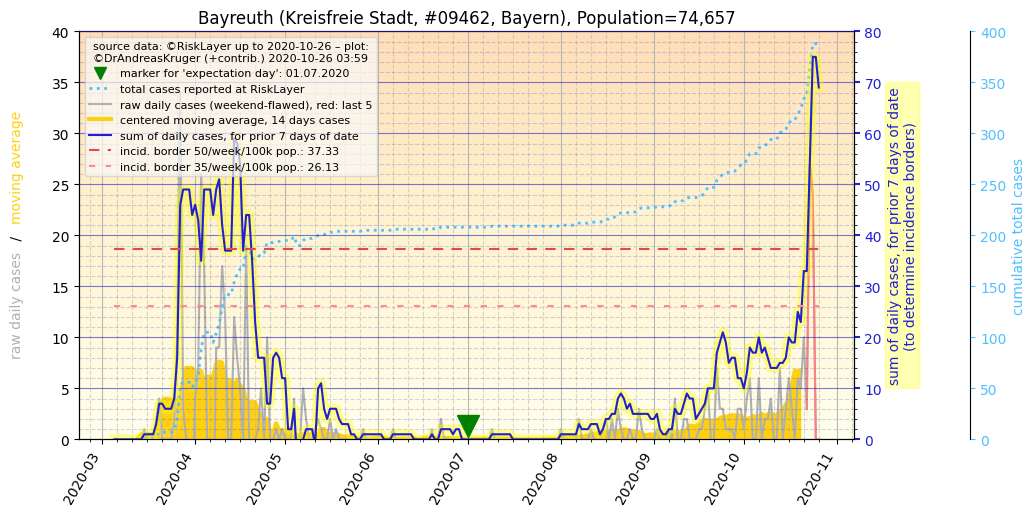 Bayreuth (Kreisfreie Stadt, #09462, Bayern), Population=74,657
source data: ©RiskLayer up to 2020-10-26 – plot:
©DrAndreasKruger (+contrib.) 2020-10-26 03:59
marker for 'expectation day': 01.07.2020
total cases reported at RiskLayer
raw daily cases (weekend-flawed), red: last 5
centered moving average, 14 days cases
sum of daily cases, for prior 7 days of date
incid. border 50/week/100k pop.: 37.33
incid. border 35/week/100k pop.: 26.13
raw daily cases / moving average
40
35
30
25
20
15
10
5
0
2020-03
2020-04
2020-05
2020-06
2020-07
2020-08
2020-09
2020-10
2020-11
80
70
60
50
40
30
20
10
0
sum of daily cases, for prior 7 days of date
(to determine incidence borders)
400
350
300
250
200
150
100
50
0
cumulative total cases